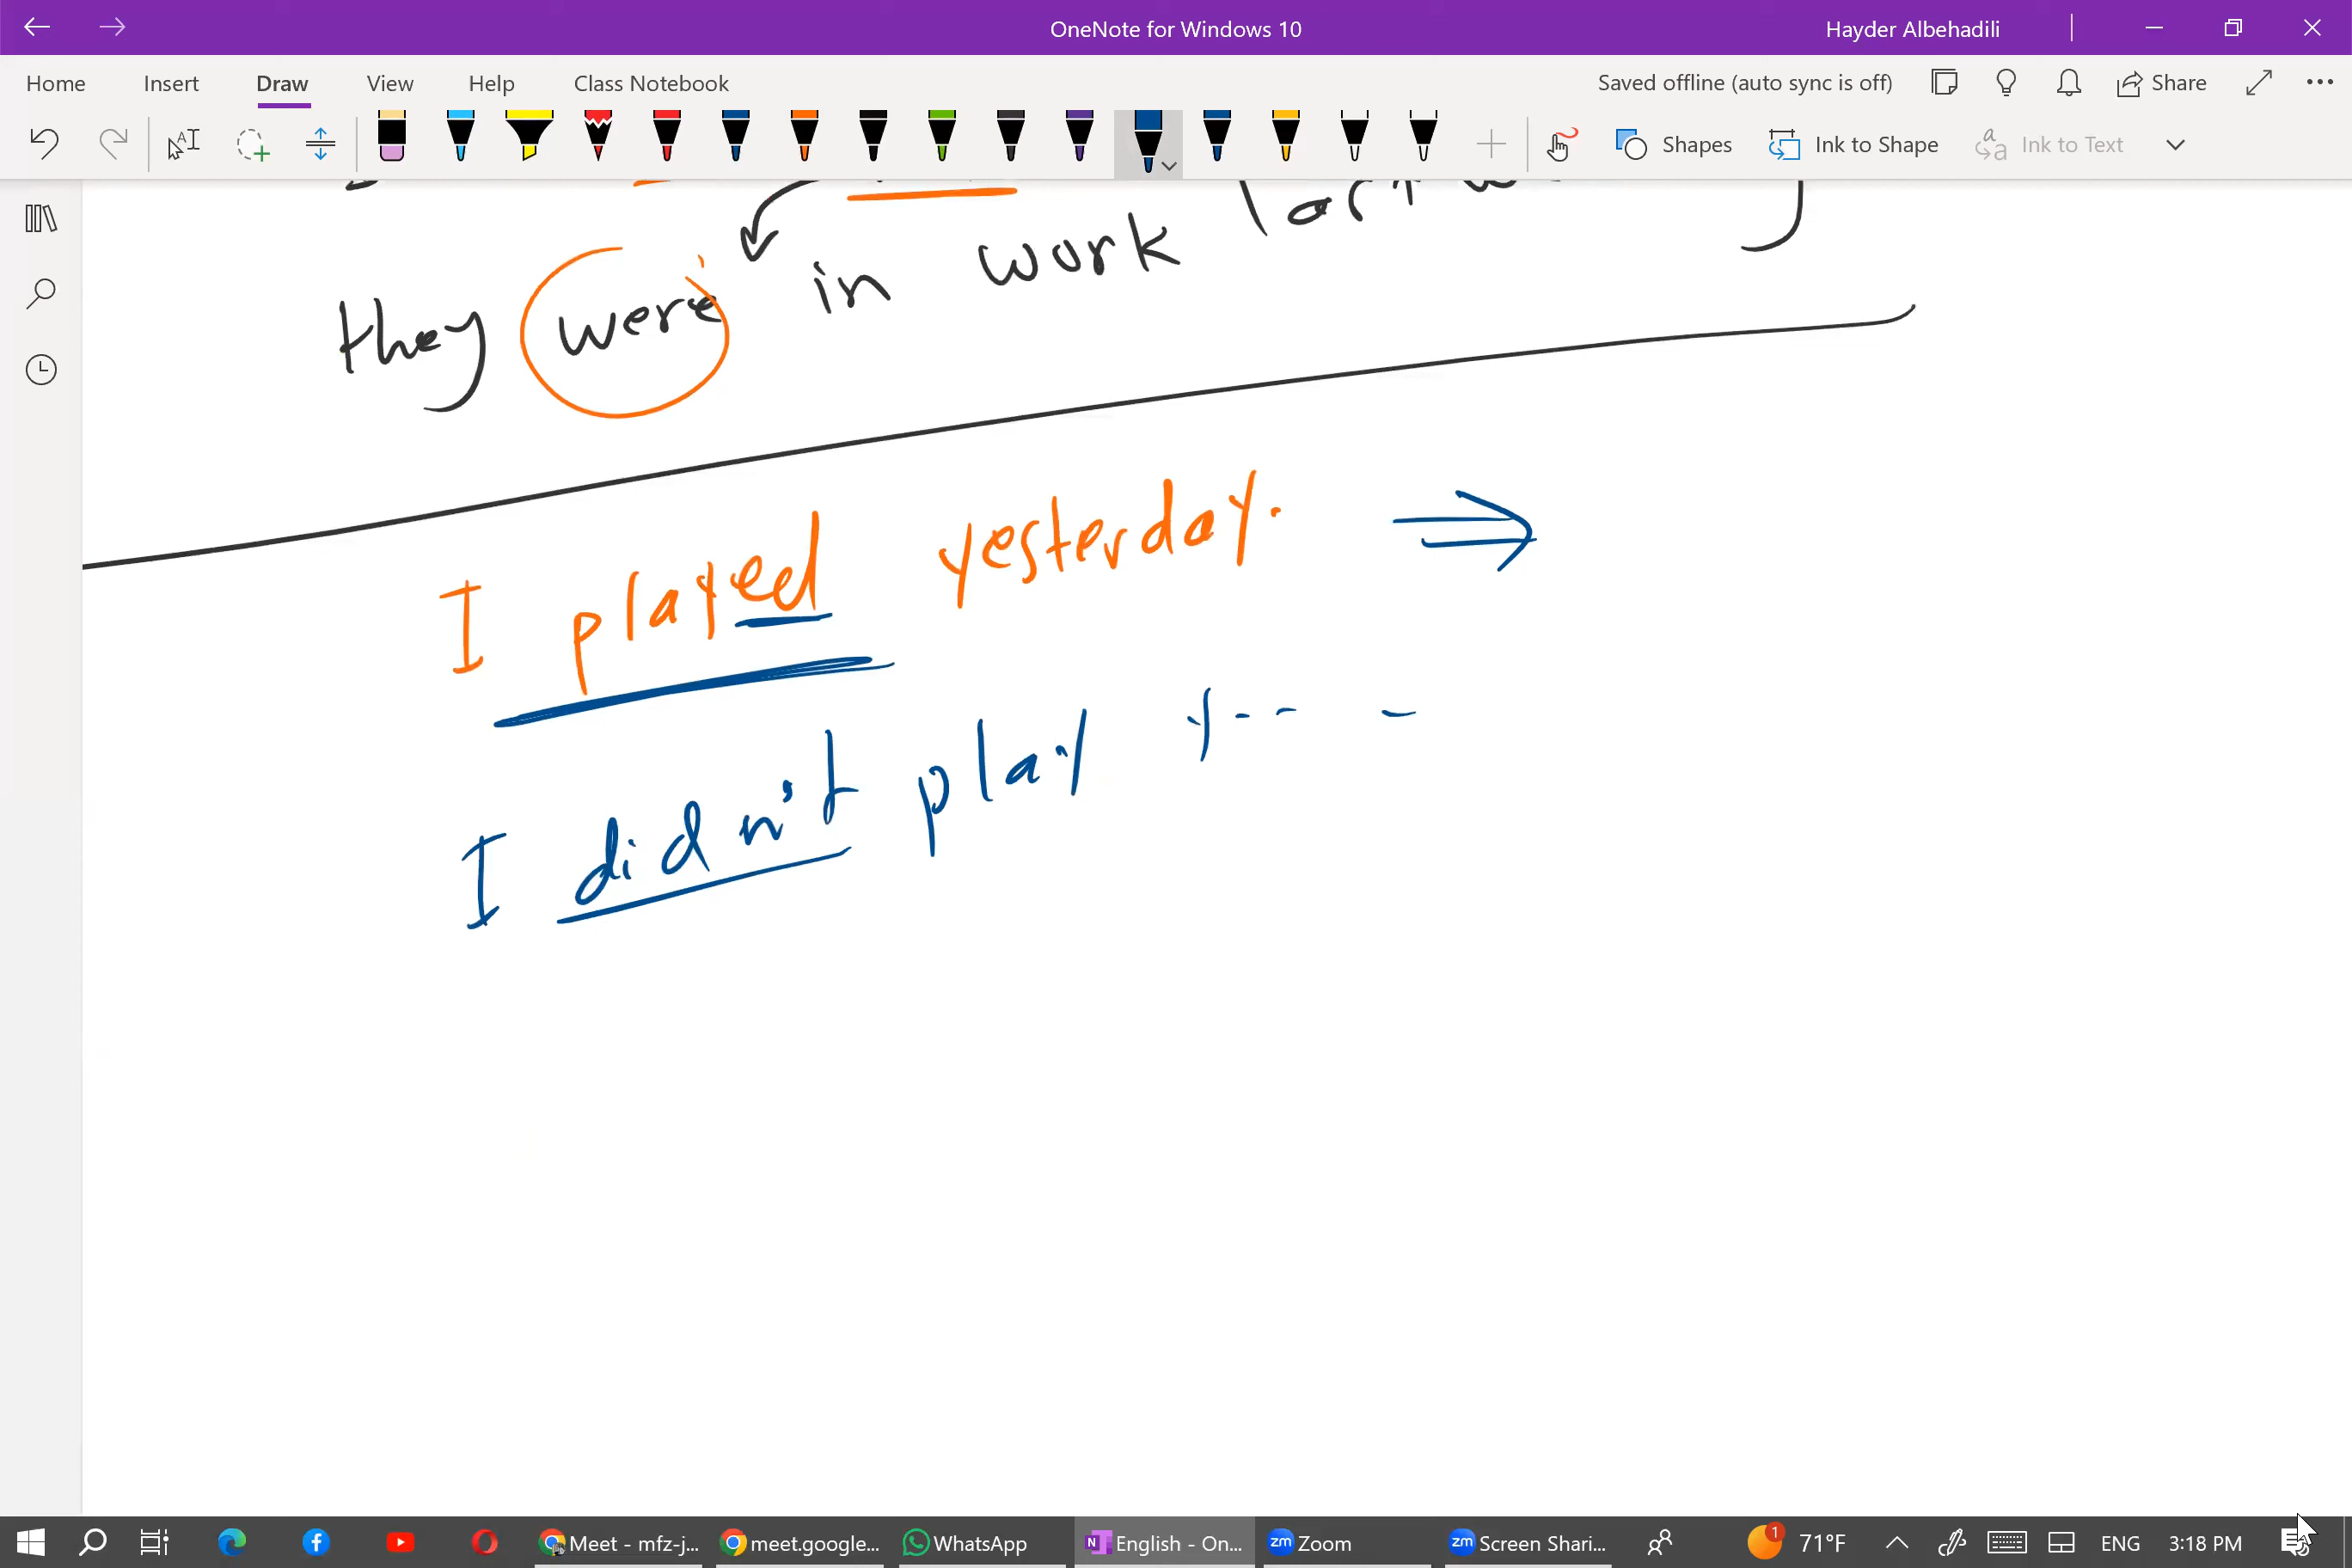 OneNote for Windows 10
Hayder Albehadili
Home Insert Draw View Help Class Notebook
Saved offline (auto sync is off) Share
Shapes Ink to Shape Ink to Text
they were in work
I played yesterday.
I didn't play y-- -
Meet - mfz-j... meet.google... WhatsApp English - On... Zoom Screen Shari... 1 71°F ENG 3:18 PM